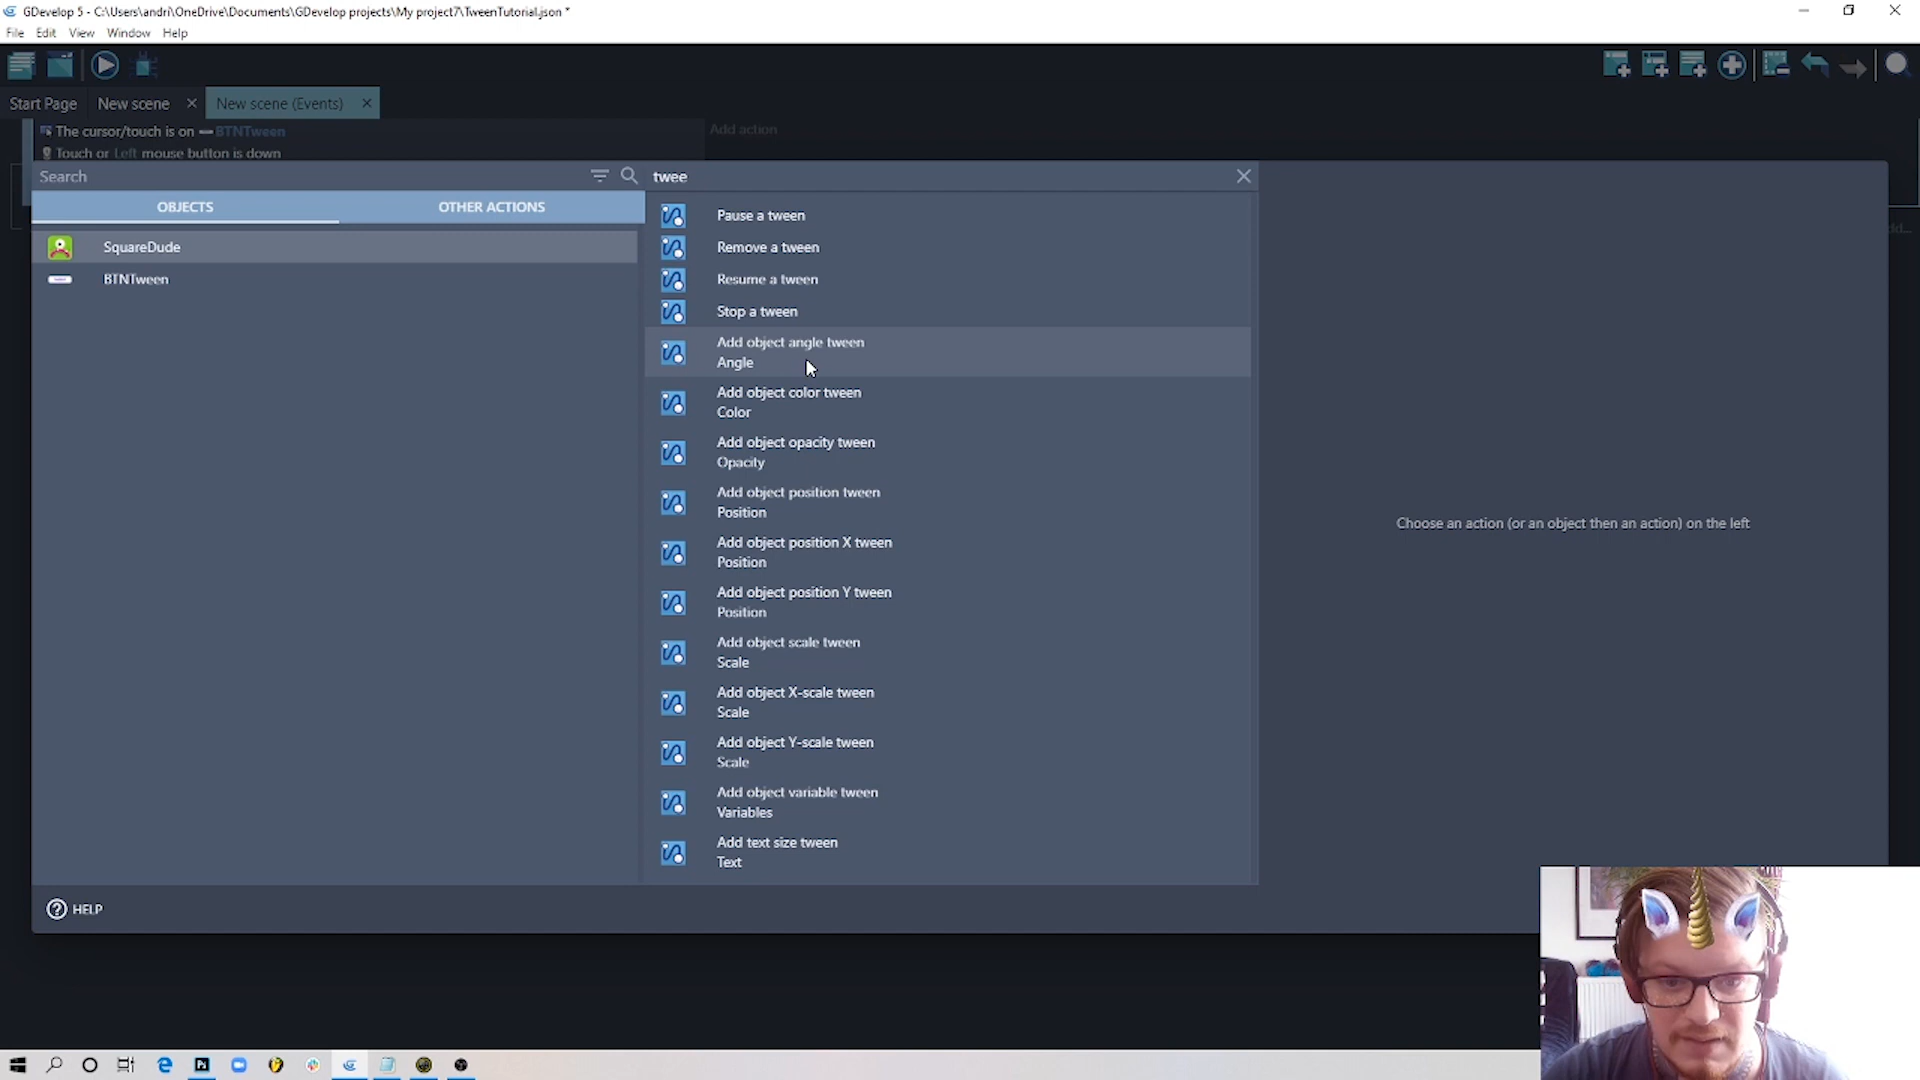 GDevelop 5 - C:\Users\andri\OneDrive\Documents\GDevelop projects\My project7\TweenTutorial.json *
File Edit View Window Help
Start Page New scene × New scene (Events) ×
The cursor/touch is on BTNTween
Add action
Touch or Left mouse button is down
Search
twee
OBJECTS
OTHER ACTIONS
SquareDude
BTNTween
Pause a tween
Remove a tween
Resume a tween
Stop a tween
Add object angle tween
Angle
Add object color tween
Color
Add object opacity tween
Opacity
Add object position tween
Position
Add object position X tween
Position
Add object position Y tween
Position
Add object scale tween
Scale
Add object X-scale tween
Scale
Add object Y-scale tween
Scale
Add object variable tween
Variables
Add text size tween
Text
Choose an action (or an object then an action) on the left
HELP